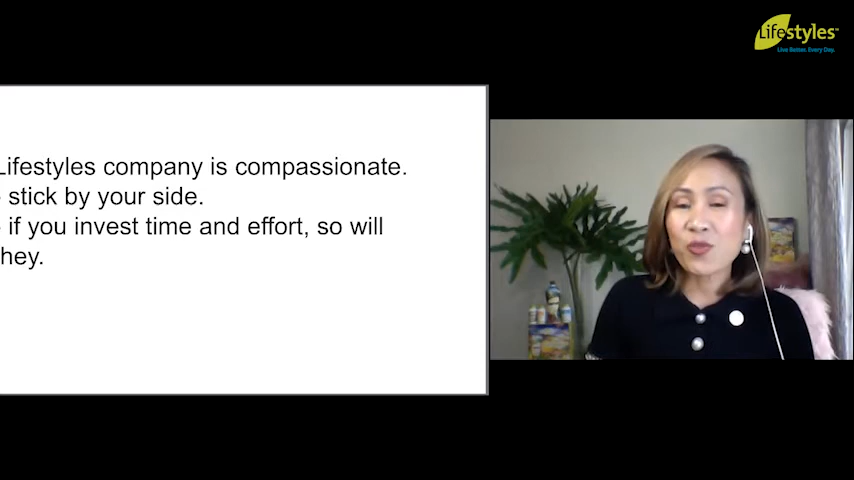 Lifestyles™
Live Better. Every Day.
Lifestyles company is compassionate.
stick by your side.
if you invest time and effort, so will
hey.